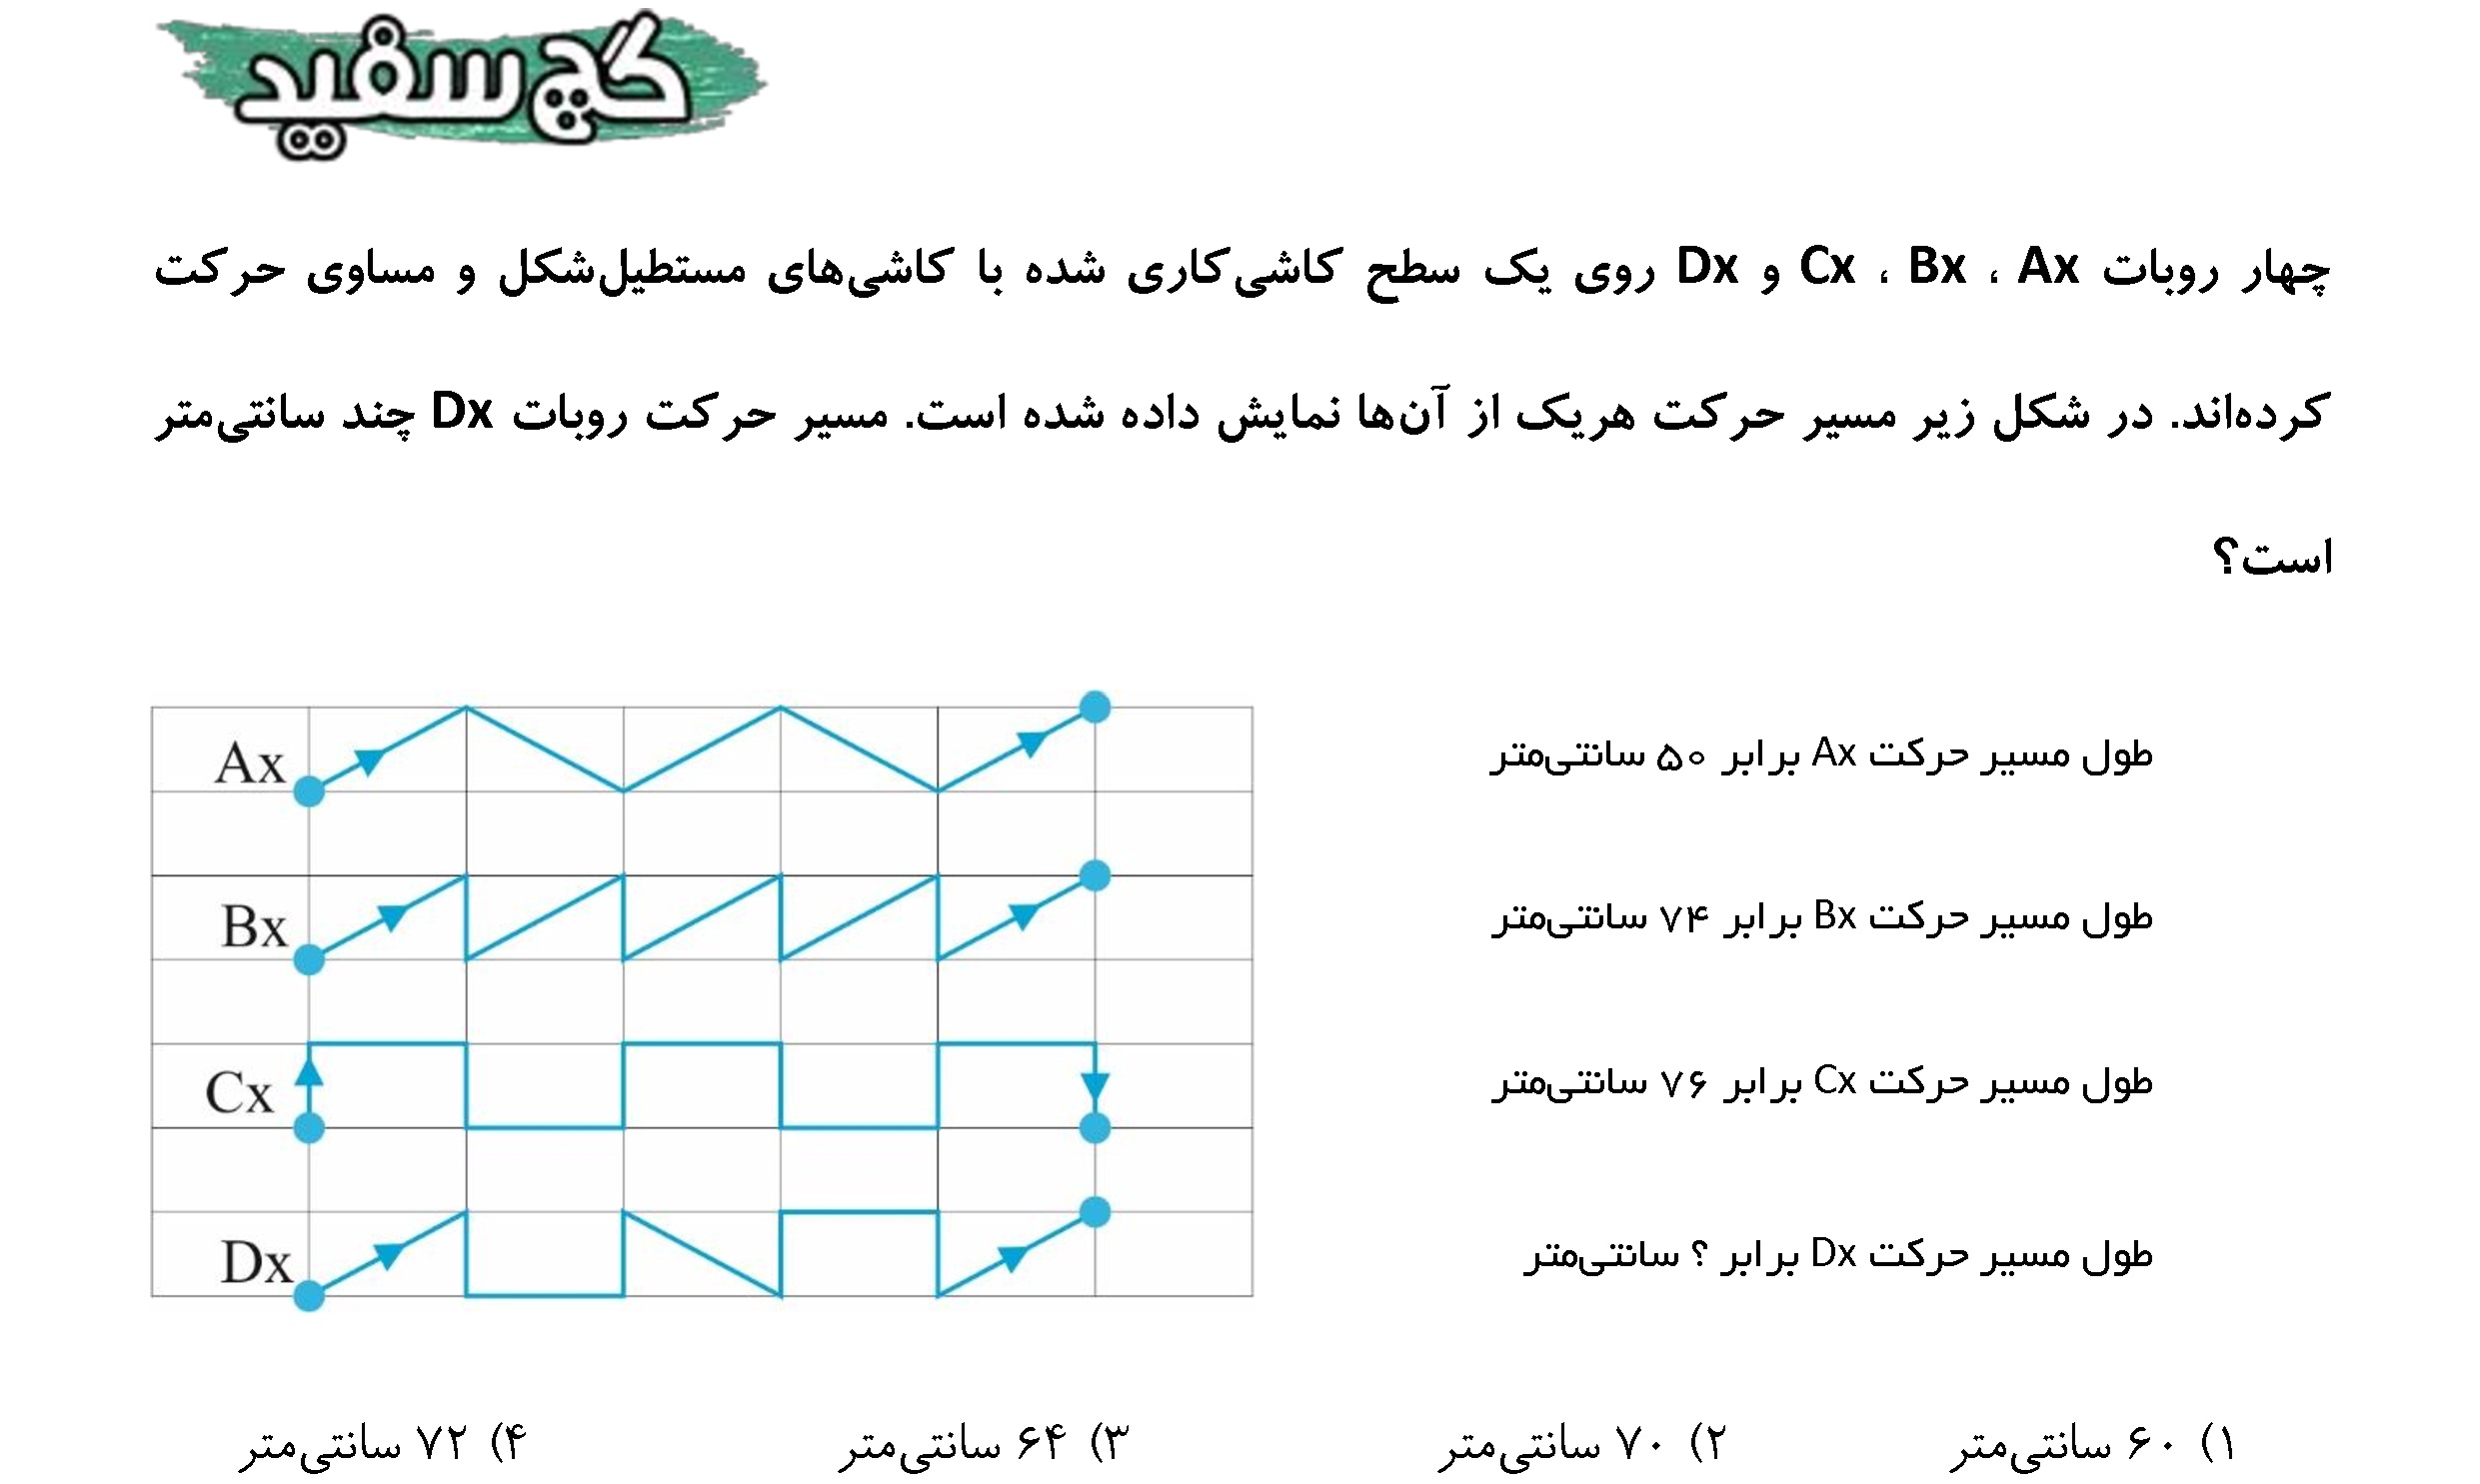 گچ سفید
چهار روبات Ax ، Bx ، Cx و Dx روی یک سطح کاشی‌کاری شده با کاشی‌های مستطیل‌شکل و مساوی حرکت
کرده‌اند. در شکل زیر مسیر حرکت هریک از آن‌ها نمایش داده شده است. مسیر حرکت روبات Dx چند سانتی‌متر
است؟
Ax
طول مسیر حرکت Ax برابر ۵۰ سانتی‌متر
Bx
طول مسیر حرکت Bx برابر ۷۴ سانتی‌متر
Cx
طول مسیر حرکت Cx برابر ۷۶ سانتی‌متر
Dx
طول مسیر حرکت Dx برابر ؟ سانتی‌متر
۱) ۶۰ سانتی‌متر
۲) ۷۰ سانتی‌متر
۳) ۶۴ سانتی‌متر
۴) ۷۲ سانتی‌متر